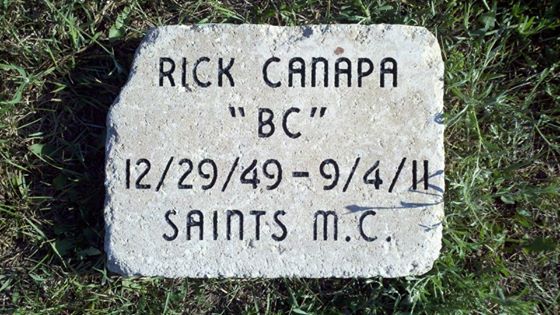 RICK CANAPA
"BC"
12/29/49 - 9/4/11
SAINTS M.C.